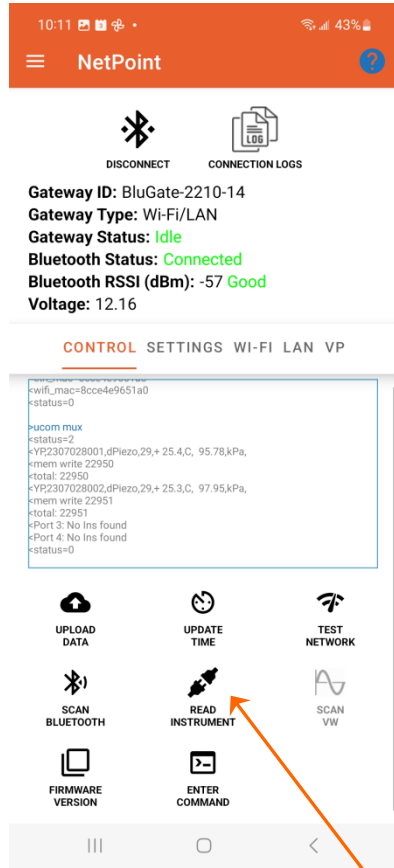 10:11
43%
NetPoint
?
LOG
DISCONNECT CONNECTION LOGS
Gateway ID: BluGate-2210-14
Gateway Type: Wi-Fi/LAN
Gateway Status: Idle
Bluetooth Status: Connected
Bluetooth RSSI (dBm): -57 Good
Voltage: 12.16
CONTROL SETTINGS WI-FI LAN VP
<wifi_mac=8cce4e9651a0
<status=0
>ucom mux
<status=2
<YP,2307028001,dPiezo,29,+ 25.4,C, 95.78,kPa,
<mem write 22950
<total: 22950
<YP,2307028002,dPiezo,29,+ 25.3,C, 97.95,kPa,
<mem write 22951
<total: 22951
<Port 3: No Ins found
<Port 4: No Ins found
<status=0
UPLOAD
DATA
UPDATE
TIME
TEST
NETWORK
SCAN
BLUETOOTH
READ
INSTRUMENT
SCAN
VW
FIRMWARE
VERSION
ENTER
COMMAND